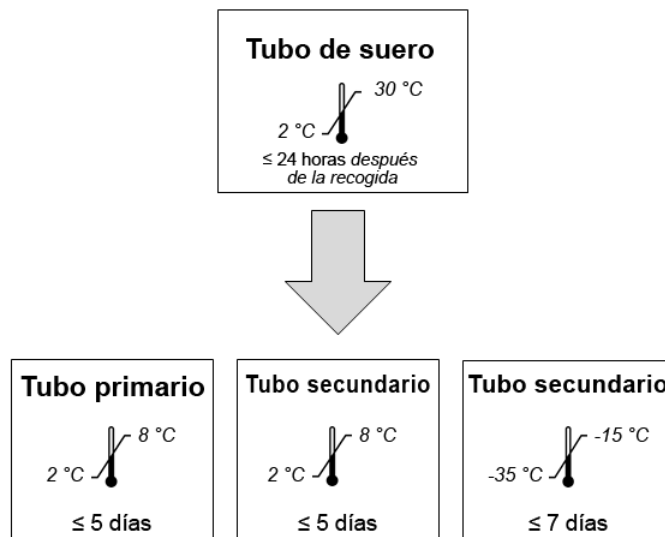 Tubo de suero
30 °C
2 °C
≤ 24 horas después
de la recogida
Tubo primario
8 °C
2 °C
≤ 5 días
Tubo secundario
8 °C
2 °C
≤ 5 días
Tubo secundario
-15 °C
-35 °C
≤ 7 días